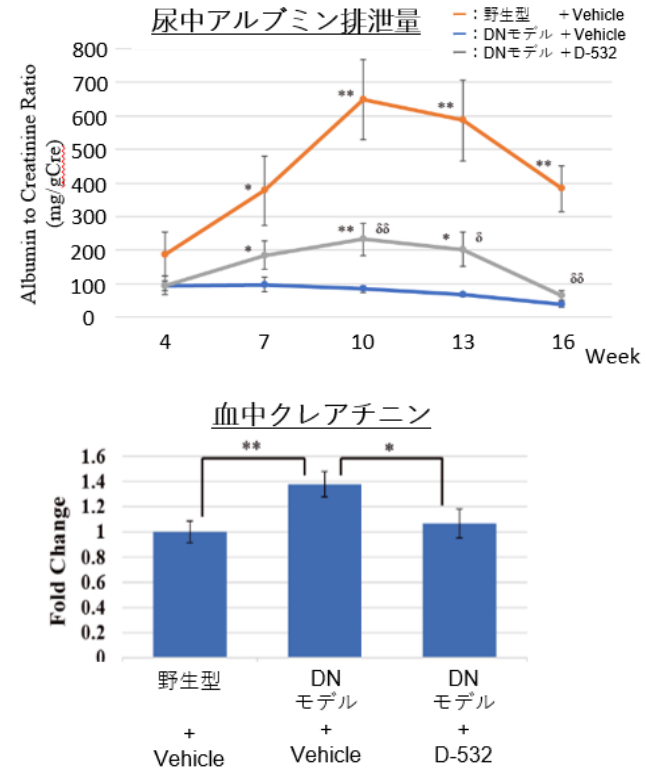 尿中アルブミン排泄量
：野生型 ＋Vehicle
：DNモデル ＋Vehicle
：DNモデル ＋D-532
Albumin to Creatinine Ratio
(mg/gCre)
800
700
600
500
400
300
200
100
0
**
**
**
*
** δδ
* δ
*
δδ
4 7 10 13 16
Week
血中クレアチニン
Fold Change
1.6
1.4
1.2
1
0.8
0.6
0.4
0.2
0
** *
野生型 DN DN
モデル モデル
+ + +
Vehicle Vehicle D-532